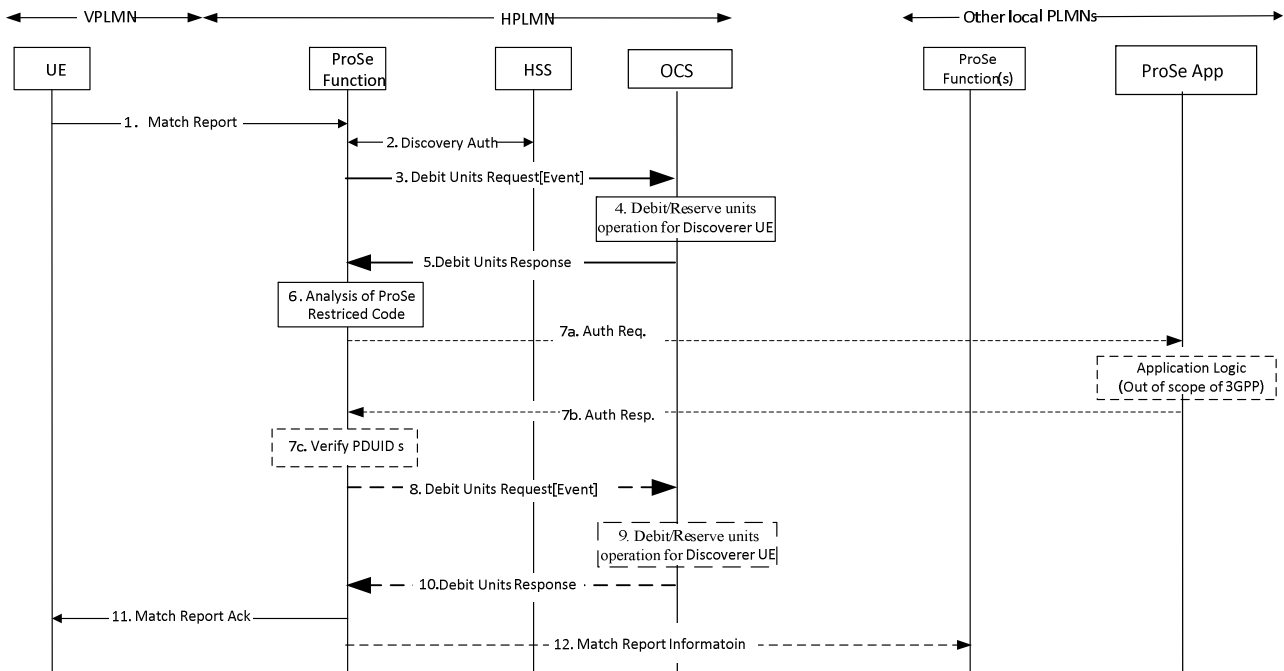 VPLMN
HPLMN
Other local PLMNs
UE
ProSe
Function
HSS
OCS
ProSe
Function(s)
ProSe App
1. Match Report
2. Discovery Auth
3. Debit Units Request[Event]
4. Debit/Reserve units
operation for Discoverer UE
5.Debit Units Response
6. Analysis of ProSe
Restriced Code
7a. Auth Req.
Application Logic
(Out of scope of 3GPP)
7b. Auth Resp.
7c. Verify PDUID s
8. Debit Units Request[Event]
9. Debit/Reserve units
operation for Discoverer UE
10.Debit Units Response
11. Match Report Ack
12. Match Report Informatoin